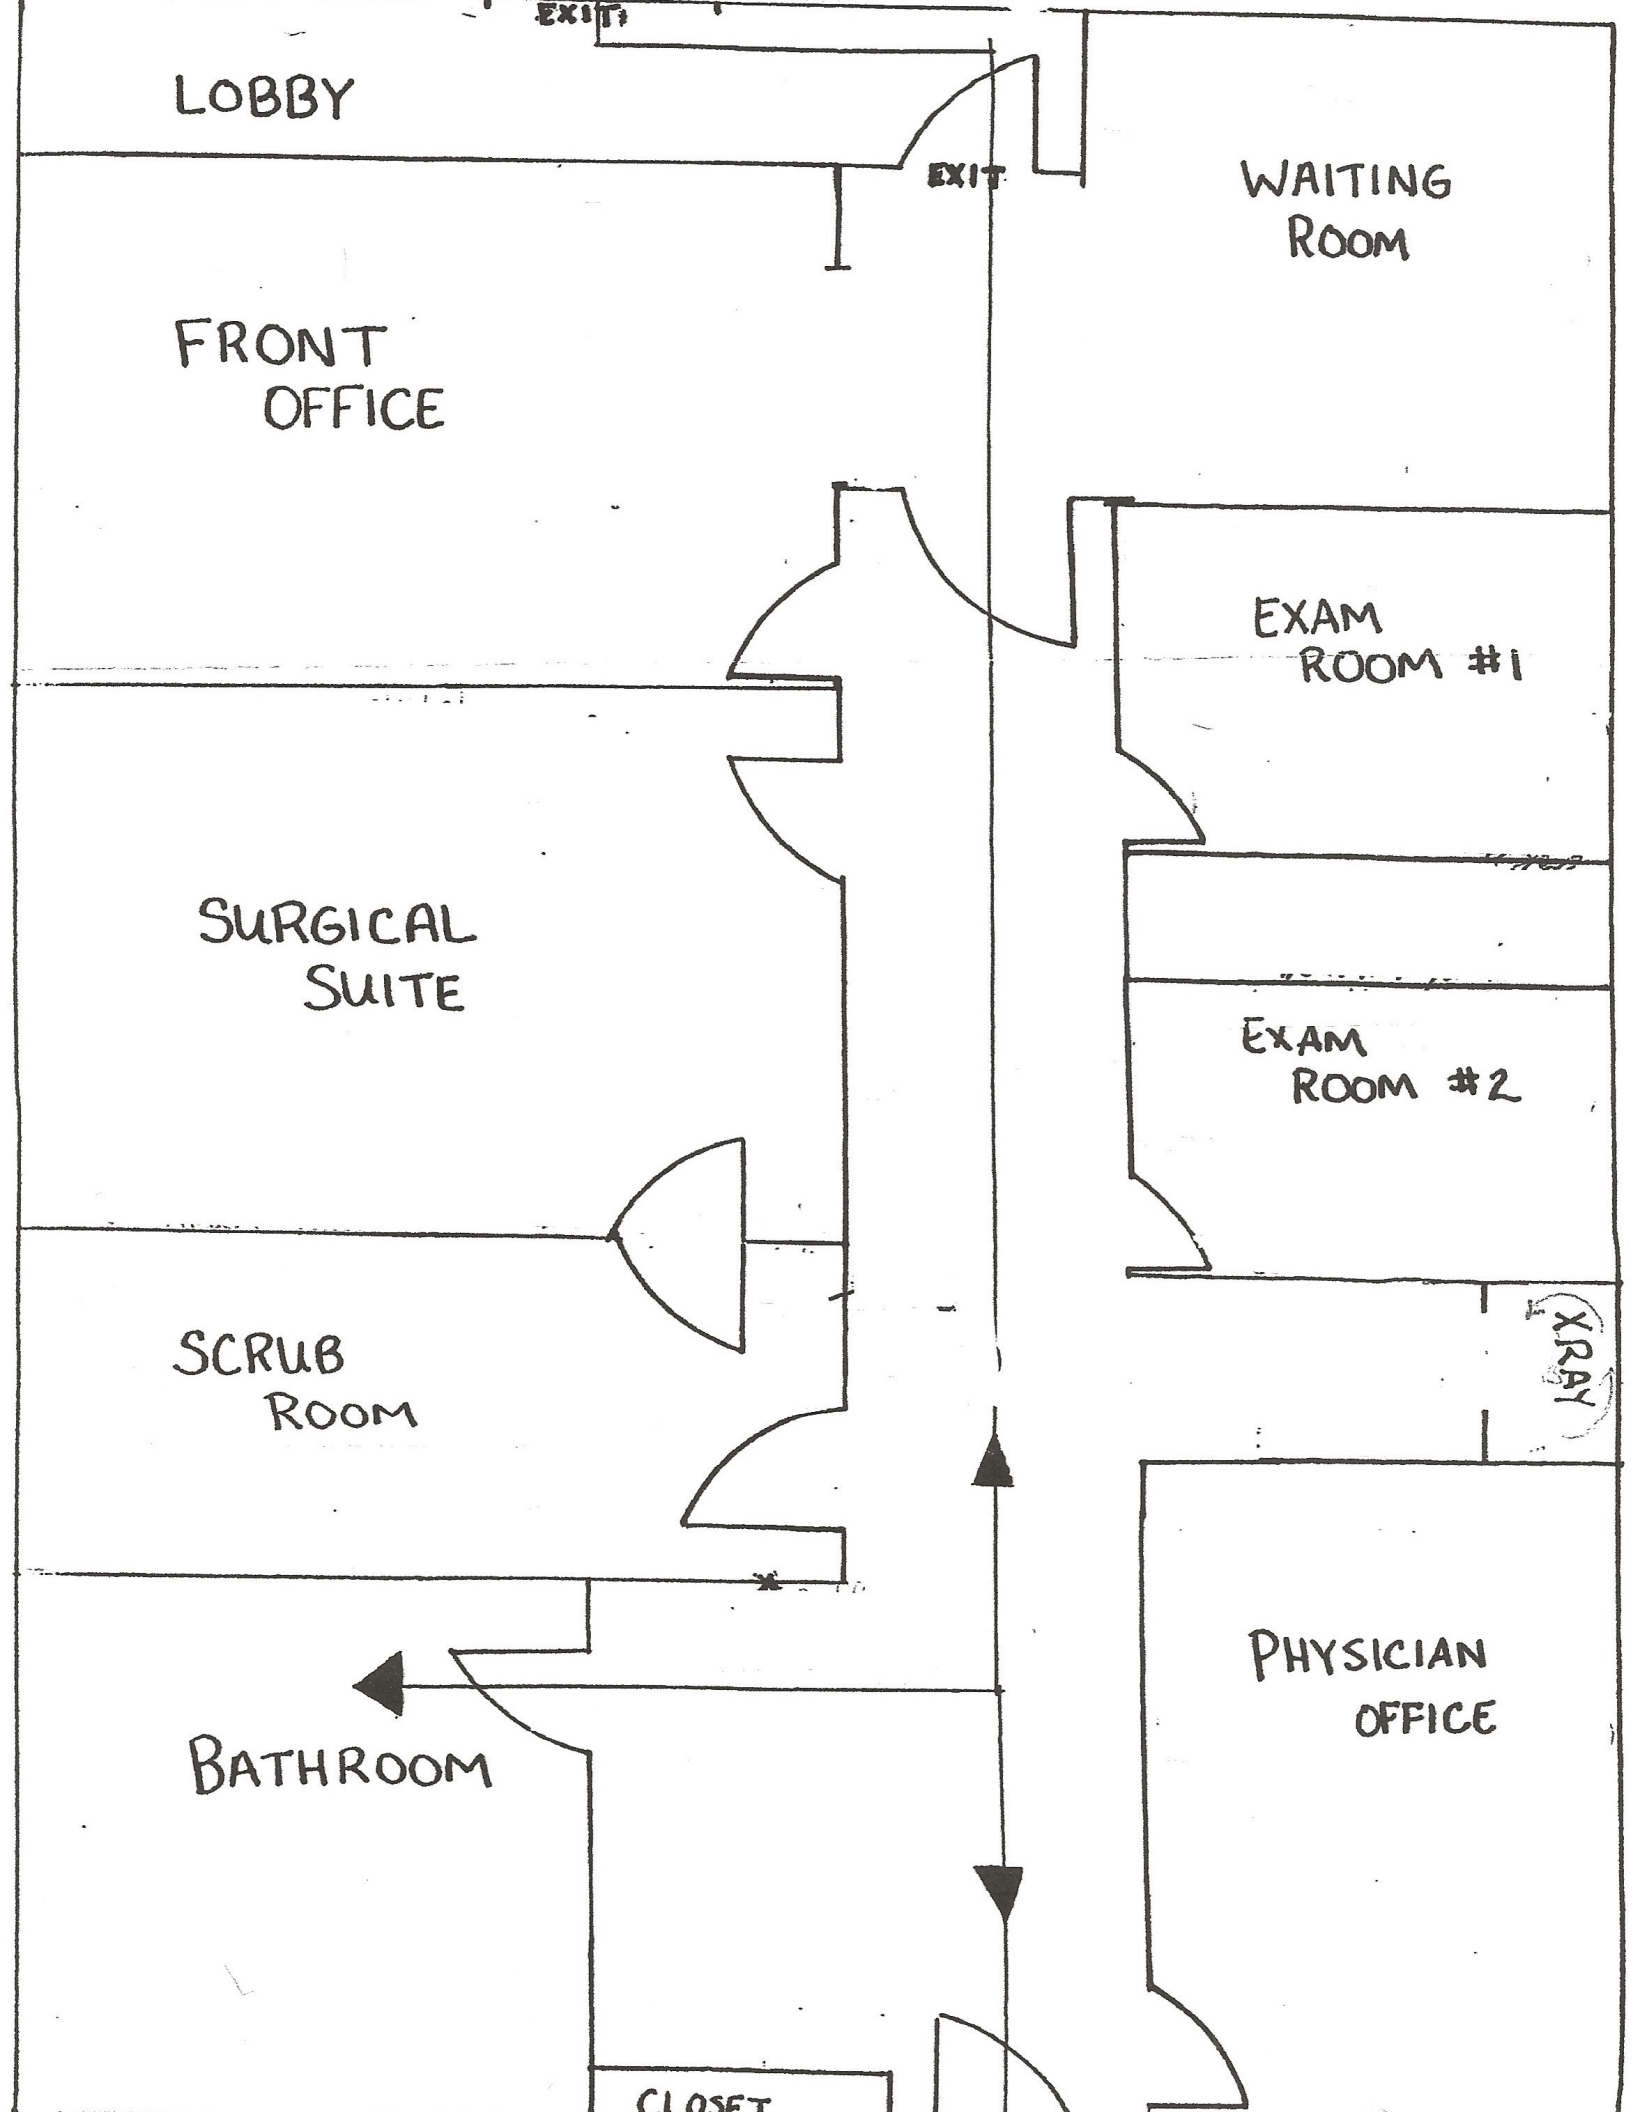 EXIT
LOBBY
EXIT
WAITING
ROOM
FRONT
OFFICE
EXAM
ROOM #1
SURGICAL
SUITE
EXAM
ROOM #2
XRAY
SCRUB
ROOM
PHYSICIAN
OFFICE
BATHROOM
CLOSET